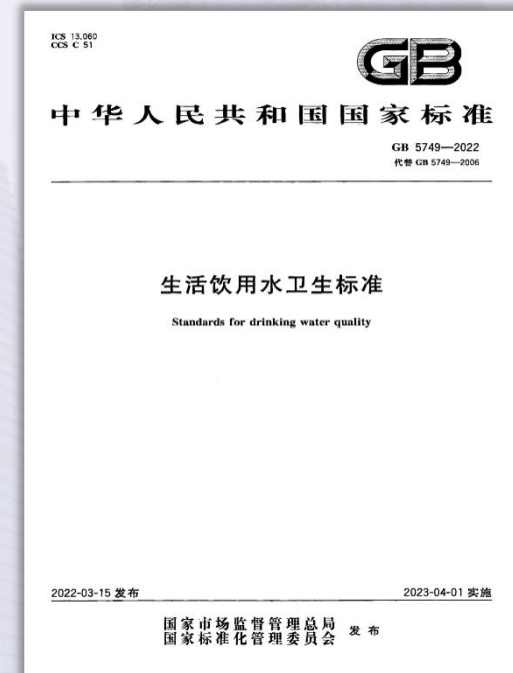 ICS 13.060
CCS C 51
GB
中华人民共和国国家标准
GB 5749—2022
代替 GB 5749—2006
生活饮用水卫生标准
Standards for drinking water quality
2022-03-15 发布
2023-04-01 实施
国家市场监督管理总局
国家标准化管理委员会 发布